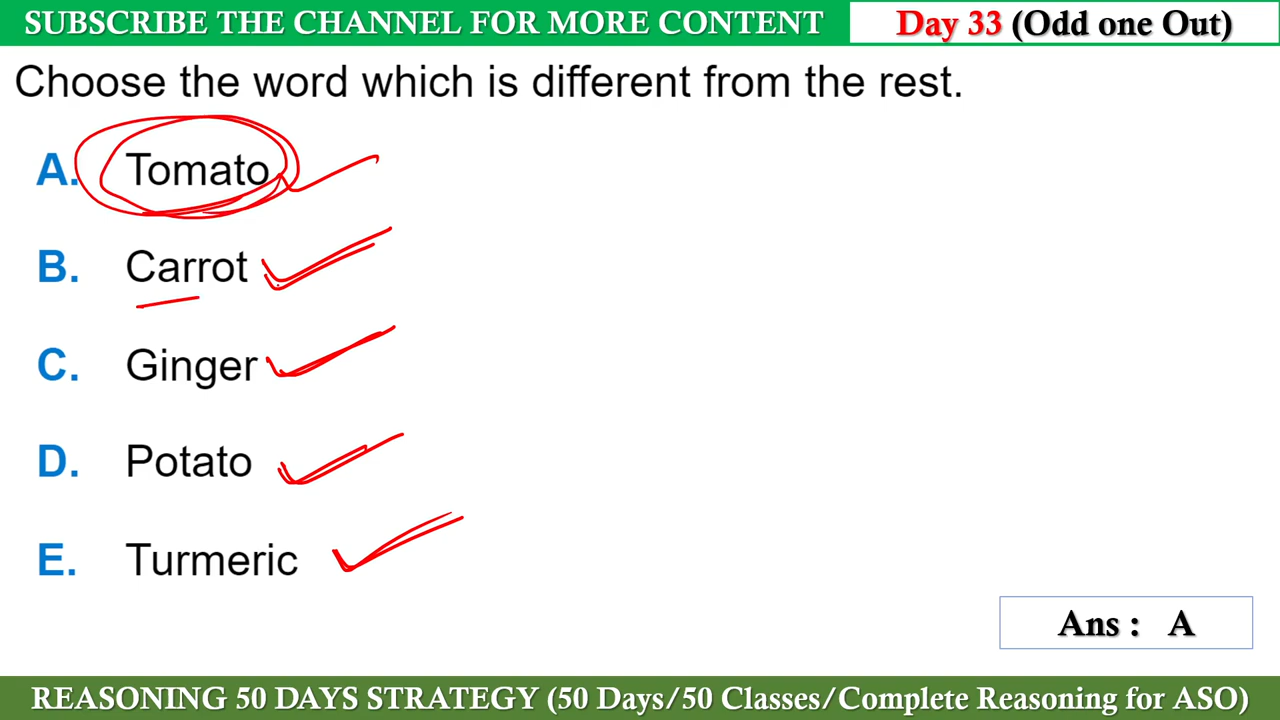 SUBSCRIBE THE CHANNEL FOR MORE CONTENT
Day 33 (Odd one Out)
Choose the word which is different from the rest.
A. Tomato
B. Carrot
C. Ginger
D. Potato
E. Turmeric
Ans : A
REASONING 50 DAYS STRATEGY (50 Days/50 Classes/Complete Reasoning for ASO)